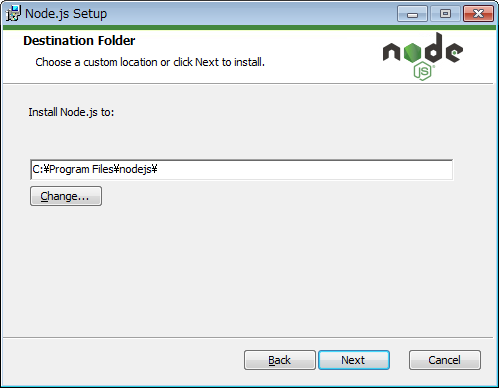 Node.js Setup
Destination Folder
Choose a custom location or click Next to install.
node
JS
Install Node.js to:
C:¥Program Files¥nodejs¥
Change...
Back
Next
Cancel